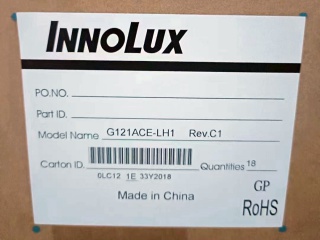 INNOLUX
PO.NO.
Part ID.
Model Name G121ACE-LH1 Rev.C1
Carton ID. Quantities 18
0LC12 1E 33Y2018
Made in China
GP
RoHS